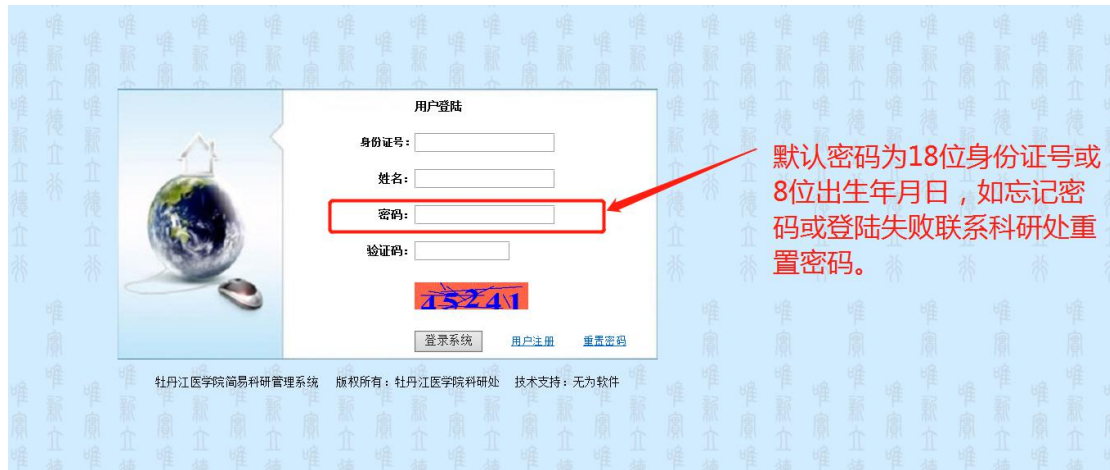 用户登陆
身份证号：
姓名：
密码：
验证码：
45241
登录系统 用户注册 重置密码
牡丹江医学院简易科研管理系统 版权所有：牡丹江医学院科研处 技术支持：无为软件
默认密码为18位身份证号或
8位出生年月日，如忘记密
码或登陆失败联系科研处重
置密码。